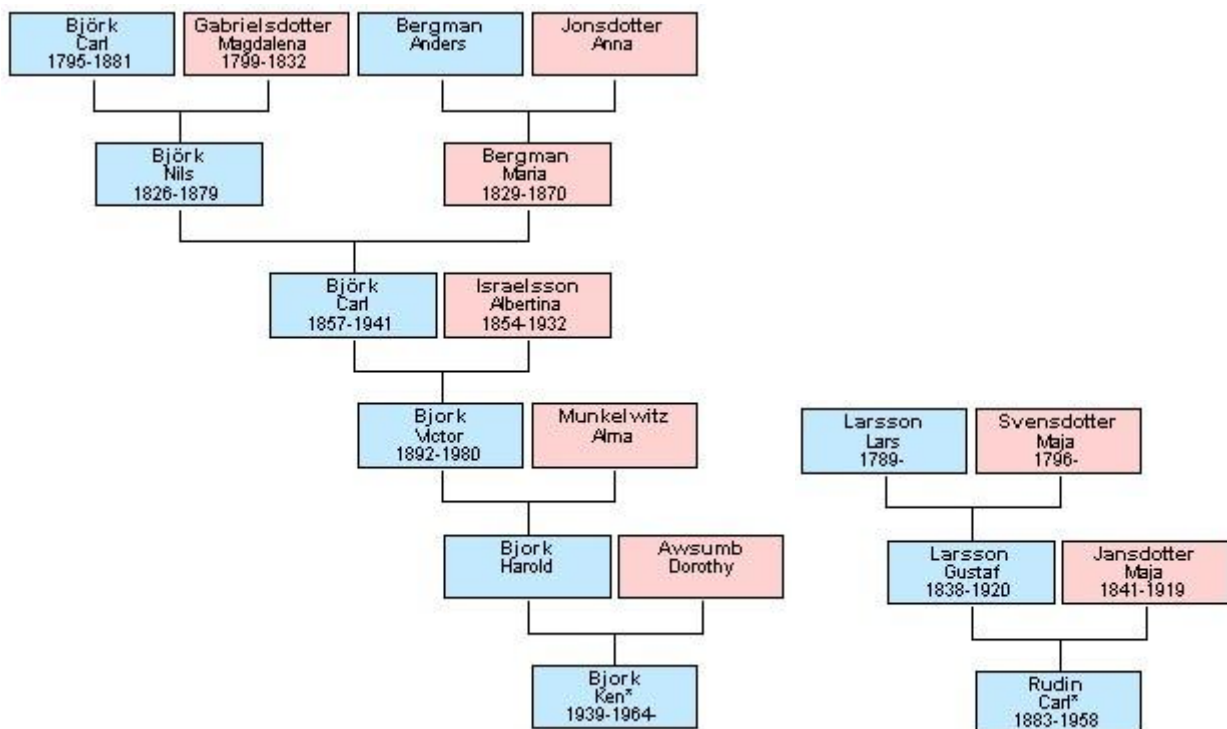 Björk
Carl
1795-1881
Gabrielsdotter
Magdalena
1799-1832
Bergman
Anders
Jonsdotter
Anna
Björk
Nils
1826-1879
Bergman
Maria
1829-1870
Björk
Carl
1857-1941
Israelsson
Albertina
1854-1932
Bjork
Victor
1892-1980
Munkelwitz
Alma
Larsson
Lars
1789-
Svensdotter
Maja
1796-
Bjork
Harold
Awsumb
Dorothy
Larsson
Gustaf
1838-1920
Jansdotter
Maja
1841-1919
Bjork
Ken*
1939-1964-
Rudin
Carl*
1883-1958